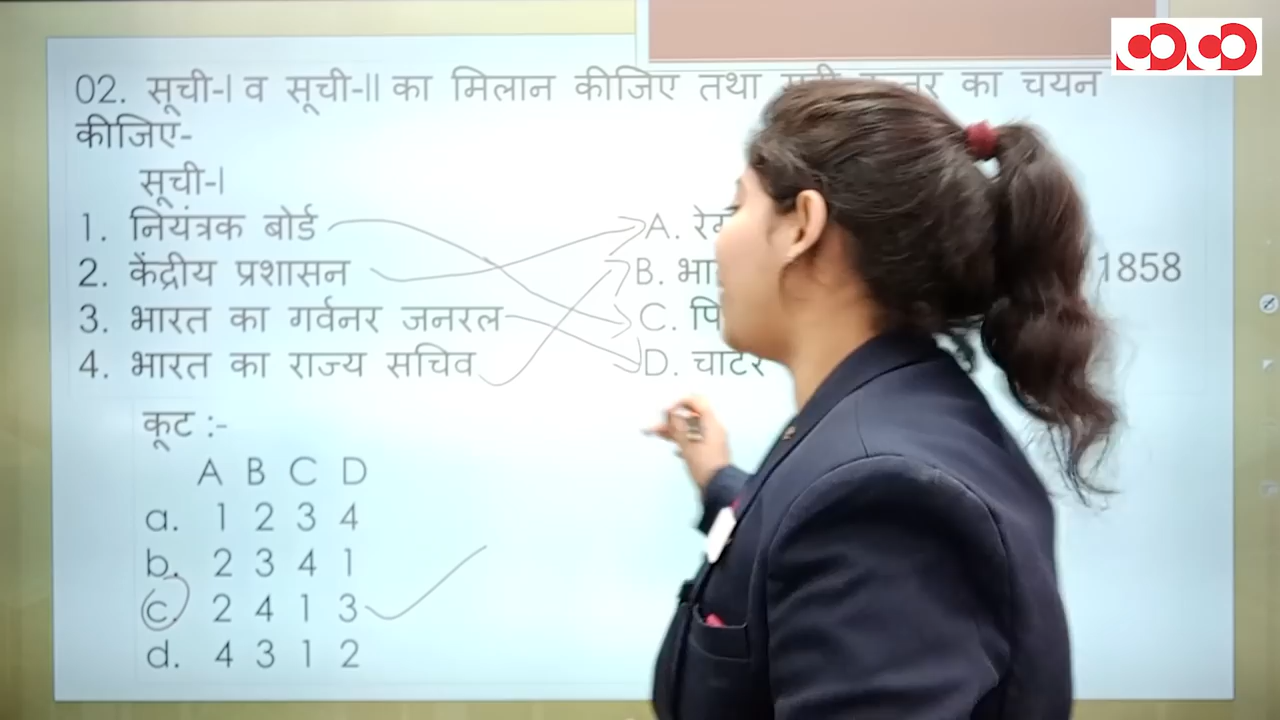 02. सूची-I व सूची-II का मिलान कीजिए तथा का चयन
कीजिए-
सूची-I
1. नियंत्रक बोर्ड A.
2. केंद्रीय प्रशासन B. 1858
3. भारत का गर्वनर जनरल C.
4. भारत का राज्य सचिव D. चार्टर
कूट :-
A B C D
a. 1 2 3 4
b. 2 3 4 1
c. 2 4 1 3
d. 4 3 1 2